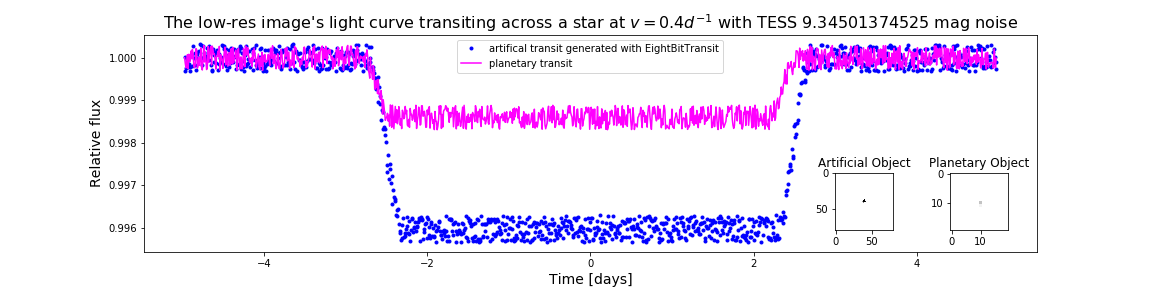 The low-res image's light curve transiting across a star at v = 0.4d⁻¹ with TESS 9.34501374525 mag noise
artifical transit generated with EightBitTransit
planetary transit
Relative flux
1.000
0.999
0.998
0.997
0.996
Artificial Object
0
50
0 50
Planetary Object
0
10
0 10
−4 −2 0 2 4
Time [days]